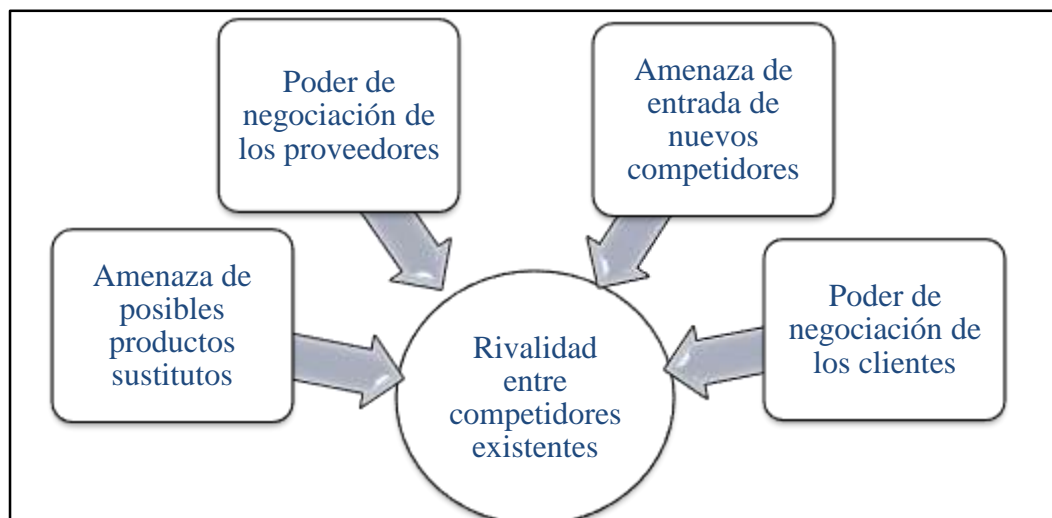 Poder de
negociación de
los proveedores
Amenaza de
entrada de
nuevos
competidores
Amenaza de
posibles
productos
sustitutos
Rivalidad
entre
competidores
existentes
Poder de
negociación de
los clientes